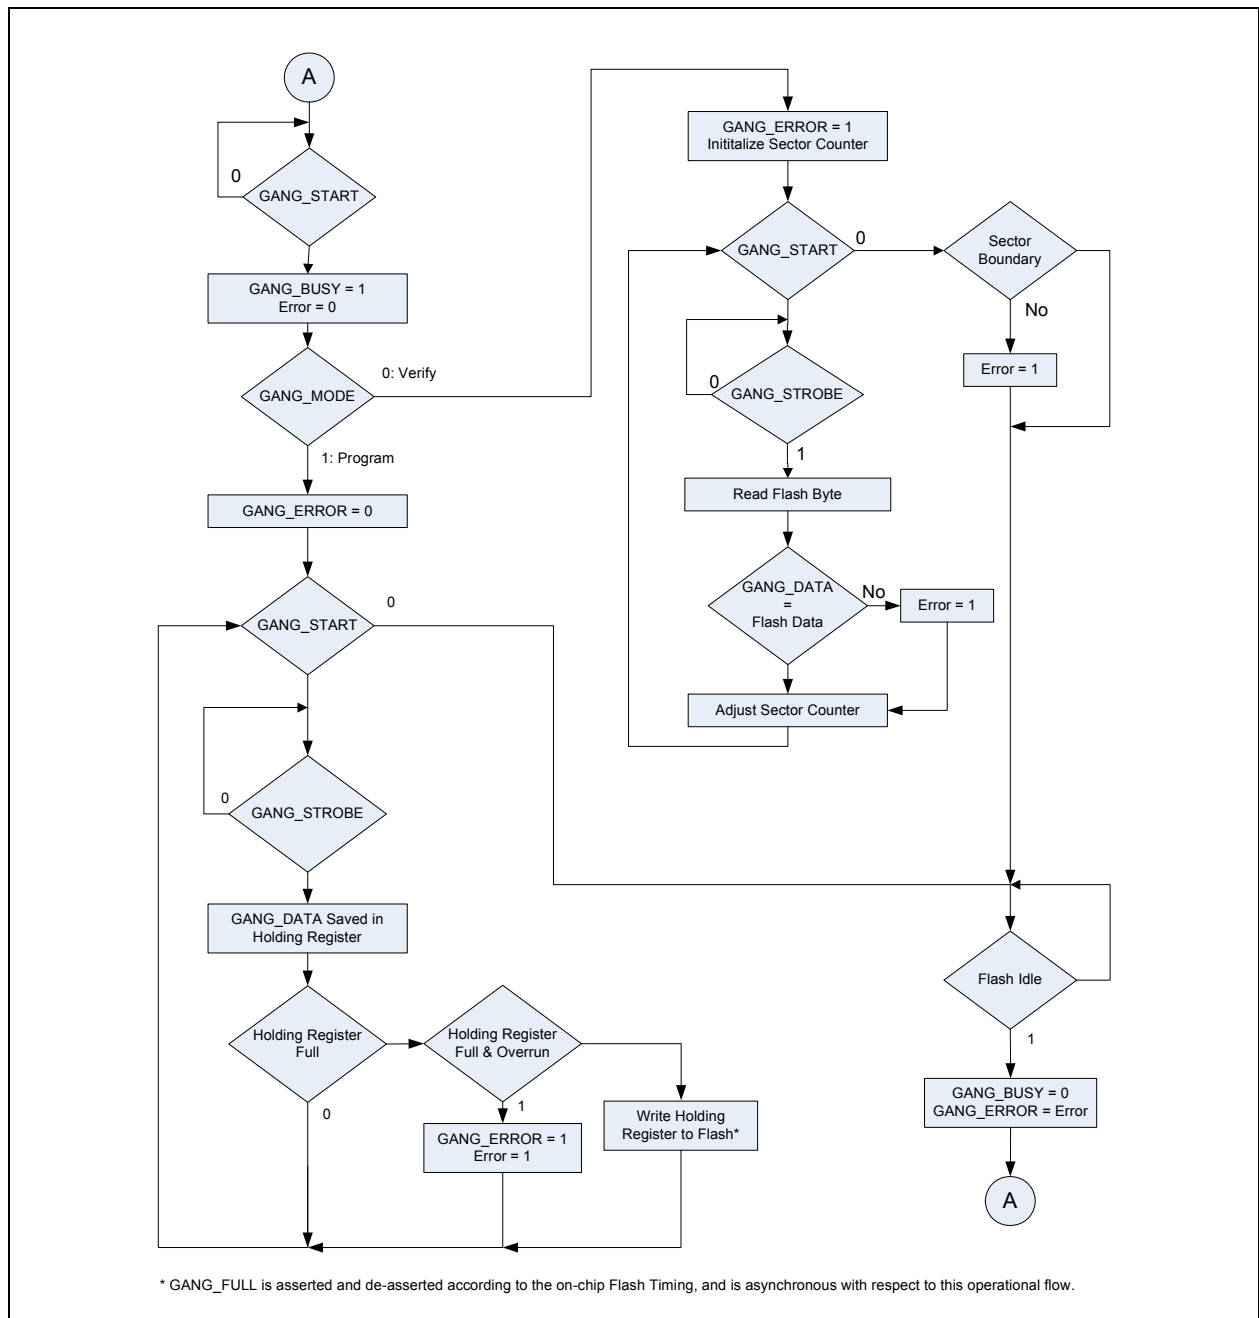 A
0
GANG_START
GANG_BUSY = 1
Error = 0
GANG_MODE
0: Verify
1: Program
GANG_ERROR = 0
GANG_START
0
0
GANG_STROBE
GANG_DATA Saved in
Holding Register
Holding Register
Full
0
Holding Register
Full & Overrun
1
GANG_ERROR = 1
Error = 1
Write Holding
Register to Flash*
GANG_ERROR = 1
Inititalize Sector Counter
GANG_START
0
Sector
Boundary
No
Error = 1
0
GANG_STROBE
1
Read Flash Byte
GANG_DATA
=
Flash Data
No
Error = 1
Adjust Sector Counter
Flash Idle
1
GANG_BUSY = 0
GANG_ERROR = Error
A
* GANG_FULL is asserted and de-asserted according to the on-chip Flash Timing, and is asynchronous with respect to this operational flow.